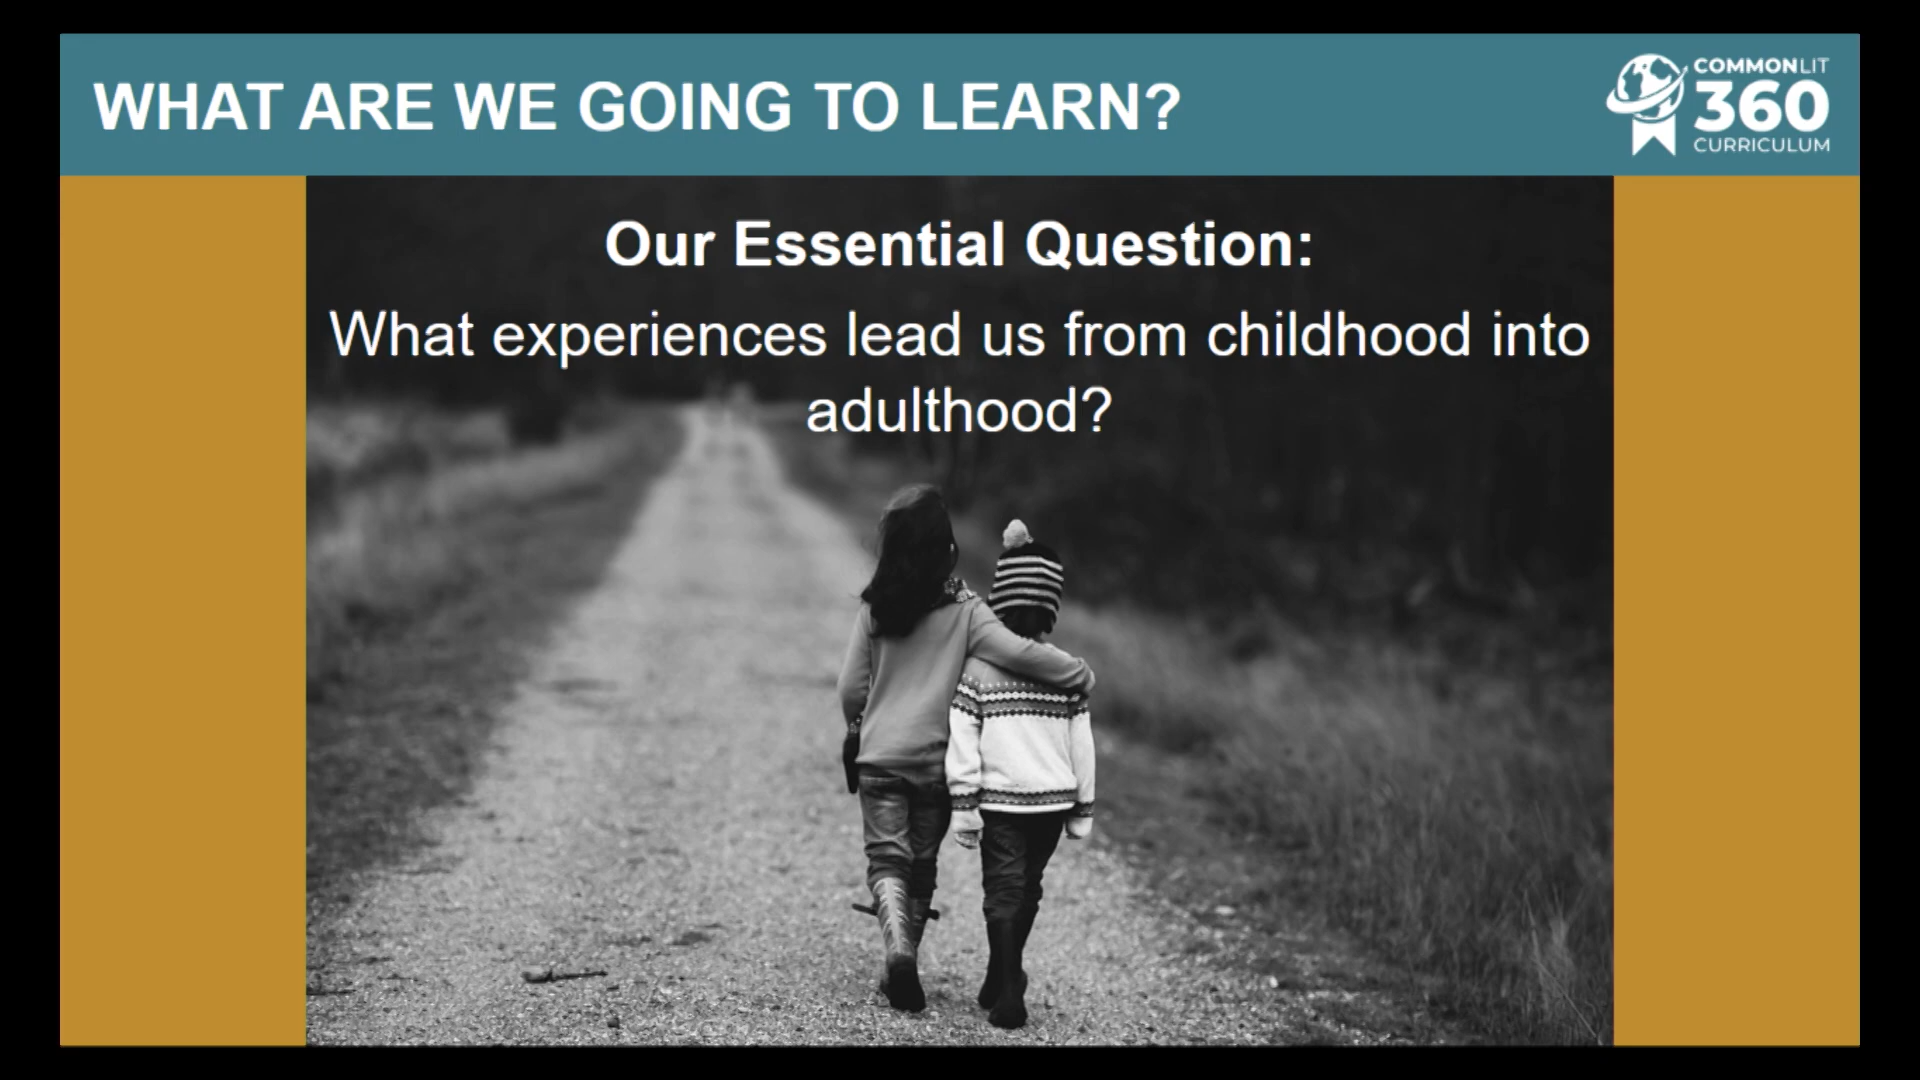 WHAT ARE WE GOING TO LEARN?
COMMONLIT
360
CURRICULUM
Our Essential Question:
What experiences lead us from childhood into
adulthood?